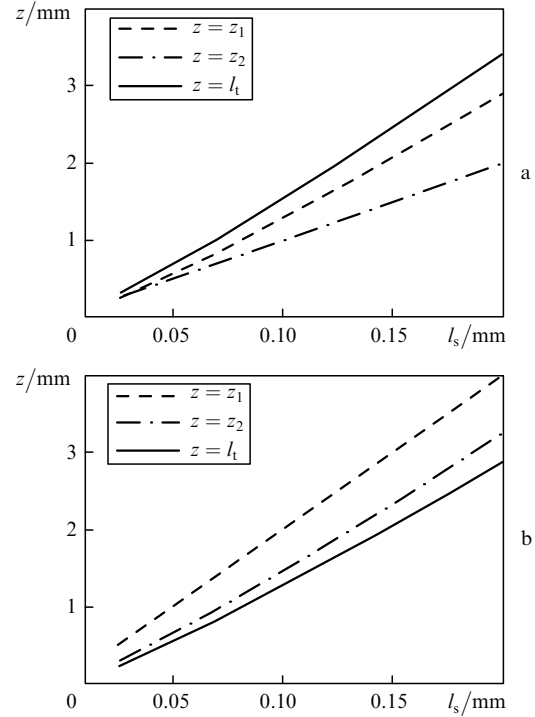 z/mm
z = z₁
z = z₂
z = lₜ
3
2
1
0
0.05
0.10
0.15
lₛ/mm
a
z/mm
z = z₁
z = z₂
z = lₜ
3
2
1
0
0.05
0.10
0.15
lₛ/mm
b